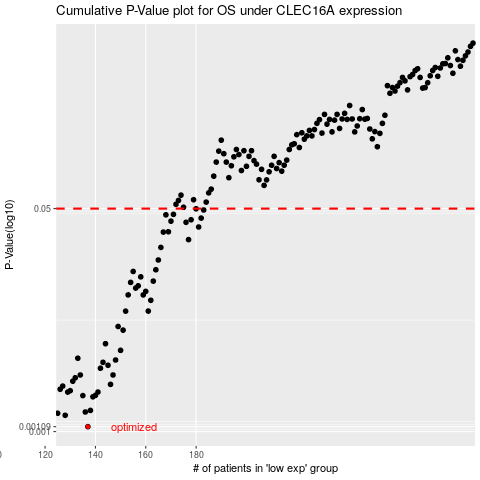 Cumulative P-Value plot for OS under CLEC16A expression
P-Value(log10)
0.05
0.00109
0.001
optimized
0
120
140
160
180
# of patients in 'low exp' group